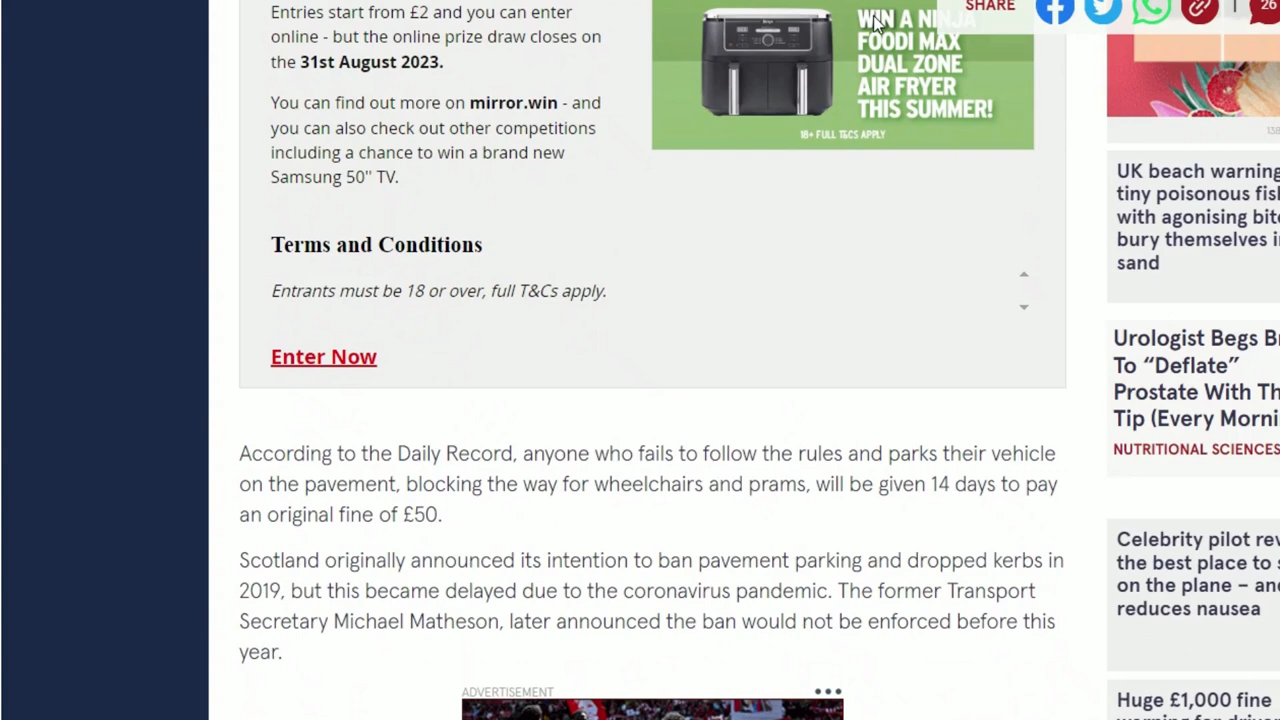 Entries start from £2 and you can enter
online - but the online prize draw closes on
the 31st August 2023.
You can find out more on mirror.win - and
you can also check out other competitions
including a chance to win a brand new
Samsung 50" TV.
Terms and Conditions
Entrants must be 18 or over, full T&Cs apply.
Enter Now
Ninja
WIN A NINJA
FOODI MAX
DUAL ZONE
AIR FRYER
THIS SUMMER!
18+ FULL T&CS APPLY
According to the Daily Record, anyone who fails to follow the rules and parks their vehicle
on the pavement, blocking the way for wheelchairs and prams, will be given 14 days to pay
an original fine of £50.
Scotland originally announced its intention to ban pavement parking and dropped kerbs in
2019, but this became delayed due to the coronavirus pandemic. The former Transport
Secretary Michael Matheson, later announced the ban would not be enforced before this
year.
ADVERTISEMENT
SHARE
26
UK beach warning
tiny poisonous fis
with agonising bit
bury themselves i
sand
Urologist Begs B
To “Deflate”
Prostate With Th
Tip (Every Morni
NUTRITIONAL SCIENCES
Celebrity pilot rev
the best place to s
on the plane – and
reduces nausea
Huge £1,000 fine